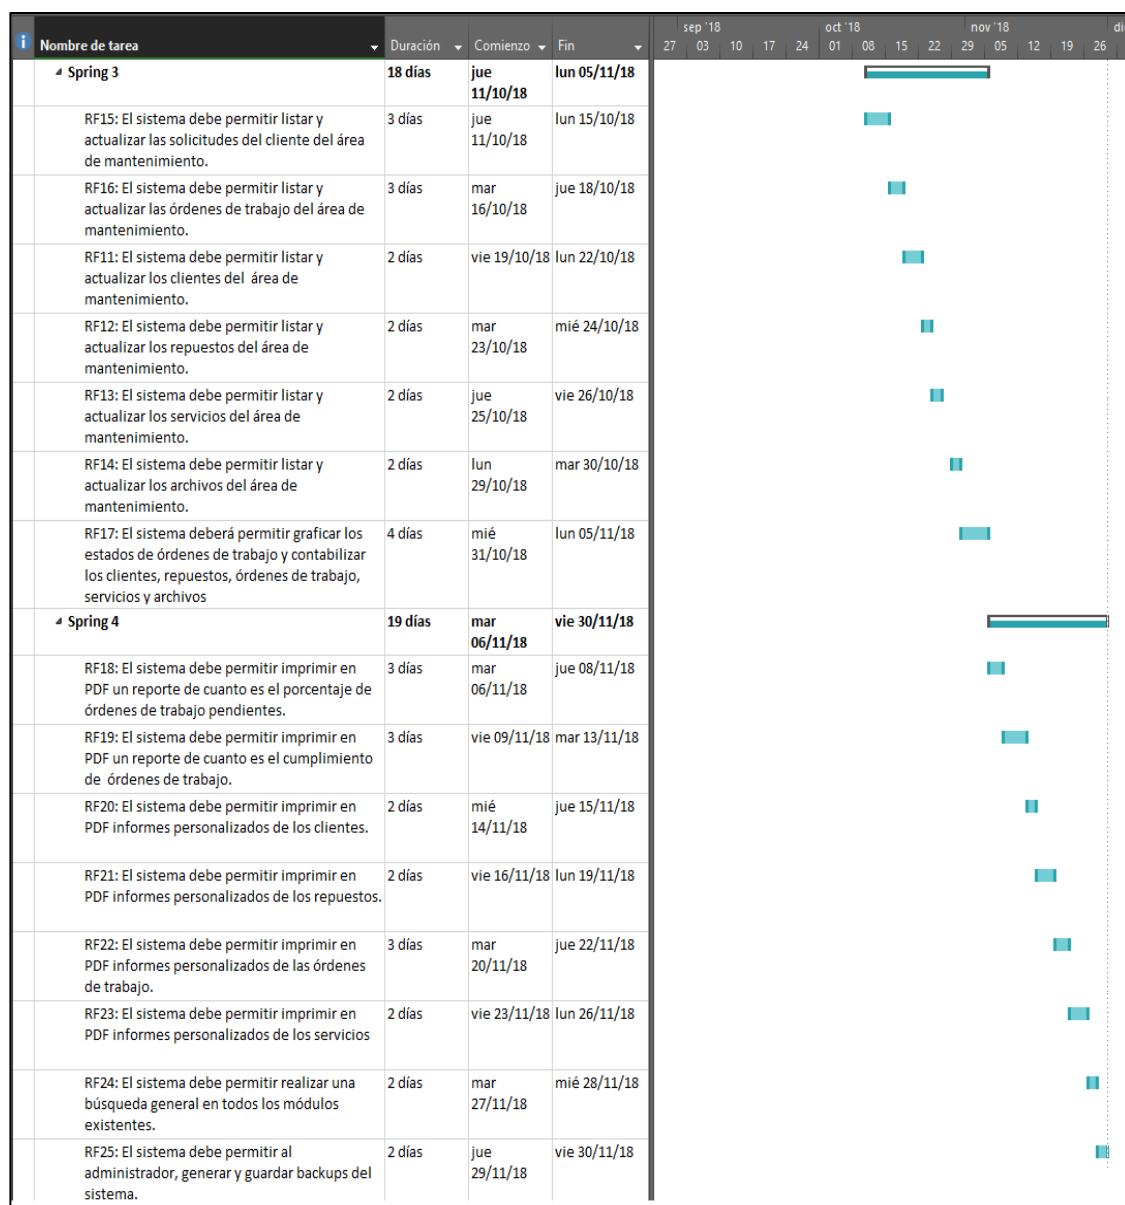 sep '18 oct '18 nov '18 di
Nombre de tarea Duración Comienzo Fin 27 03 10 17 24 01 08 15 22 29 05 12 19 26
Spring 3 18 días jue lun 05/11/18
11/10/18
RF15: El sistema debe permitir listar y 3 días jue lun 15/10/18
actualizar las solicitudes del cliente del área 11/10/18
de mantenimiento.
RF16: El sistema debe permitir listar y 3 días mar jue 18/10/18
actualizar las órdenes de trabajo del área de 16/10/18
mantenimiento.
RF11: El sistema debe permitir listar y 2 días vie 19/10/18 lun 22/10/18
actualizar los clientes del área de
mantenimiento.
RF12: El sistema debe permitir listar y 2 días mar mié 24/10/18
actualizar los repuestos del área de 23/10/18
mantenimiento.
RF13: El sistema debe permitir listar y 2 días jue vie 26/10/18
actualizar los servicios del área de 25/10/18
mantenimiento.
RF14: El sistema debe permitir listar y 2 días lun mar 30/10/18
actualizar los archivos del área de 29/10/18
mantenimiento.
RF17: El sistema deberá permitir graficar los 4 días mié lun 05/11/18
estados de órdenes de trabajo y contabilizar 31/10/18
los clientes, repuestos, órdenes de trabajo,
servicios y archivos
Spring 4 19 días mar vie 30/11/18
06/11/18
RF18: El sistema debe permitir imprimir en 3 días mar jue 08/11/18
PDF un reporte de cuanto es el porcentaje de 06/11/18
órdenes de trabajo pendientes.
RF19: El sistema debe permitir imprimir en 3 días vie 09/11/18 mar 13/11/18
PDF un reporte de cuanto es el cumplimiento
de órdenes de trabajo.
RF20: El sistema debe permitir imprimir en 2 días mié jue 15/11/18
PDF informes personalizados de los clientes. 14/11/18
RF21: El sistema debe permitir imprimir en 2 días vie 16/11/18 lun 19/11/18
PDF informes personalizados de los repuestos.
RF22: El sistema debe permitir imprimir en 3 días mar jue 22/11/18
PDF informes personalizados de las órdenes 20/11/18
de trabajo.
RF23: El sistema debe permitir imprimir en 2 días vie 23/11/18 lun 26/11/18
PDF informes personalizados de los servicios
RF24: El sistema debe permitir realizar una 2 días mar mié 28/11/18
búsqueda general en todos los módulos 27/11/18
existentes.
RF25: El sistema debe permitir al 2 días jue vie 30/11/18
administrador, generar y guardar backups del 29/11/18
sistema.